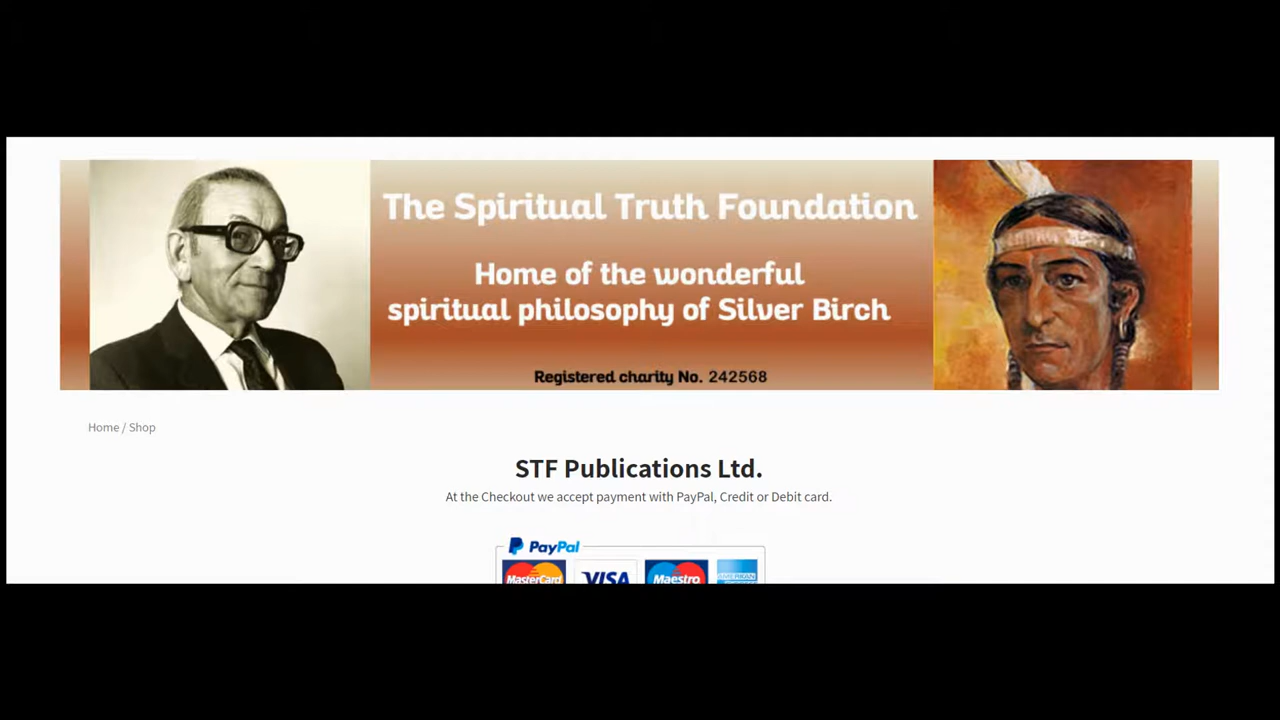 The Spiritual Truth Foundation
Home of the wonderful
spiritual philosophy of Silver Birch
Registered charity No. 242568
Home / Shop
STF Publications Ltd.
At the Checkout we accept payment with PayPal, Credit or Debit card.
PayPal
MasterCard VISA Maestro AMERICAN